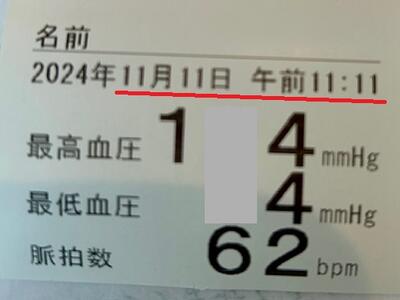 名前
2024年11月11日 午前11:11
最高血圧 1 4 mmHg
最低血圧 4 mmHg
脈拍数 62 bpm